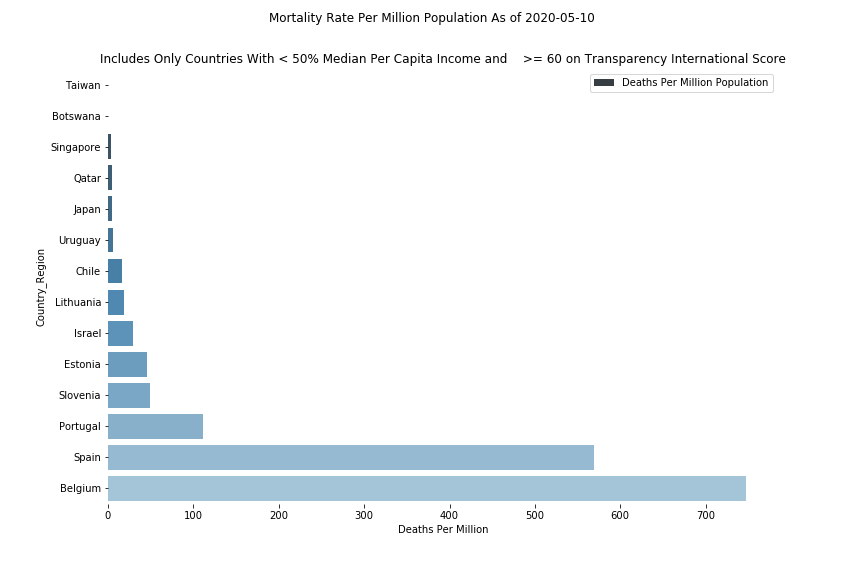 Mortality Rate Per Million Population As of 2020-05-10
Includes Only Countries With < 50% Median Per Capita Income and    >= 60 on Transparency International Score
Deaths Per Million Population
Country_Region
Taiwan
Botswana
Singapore
Qatar
Japan
Uruguay
Chile
Lithuania
Israel
Estonia
Slovenia
Portugal
Spain
Belgium
0 100 200 300 400 500 600 700
Deaths Per Million